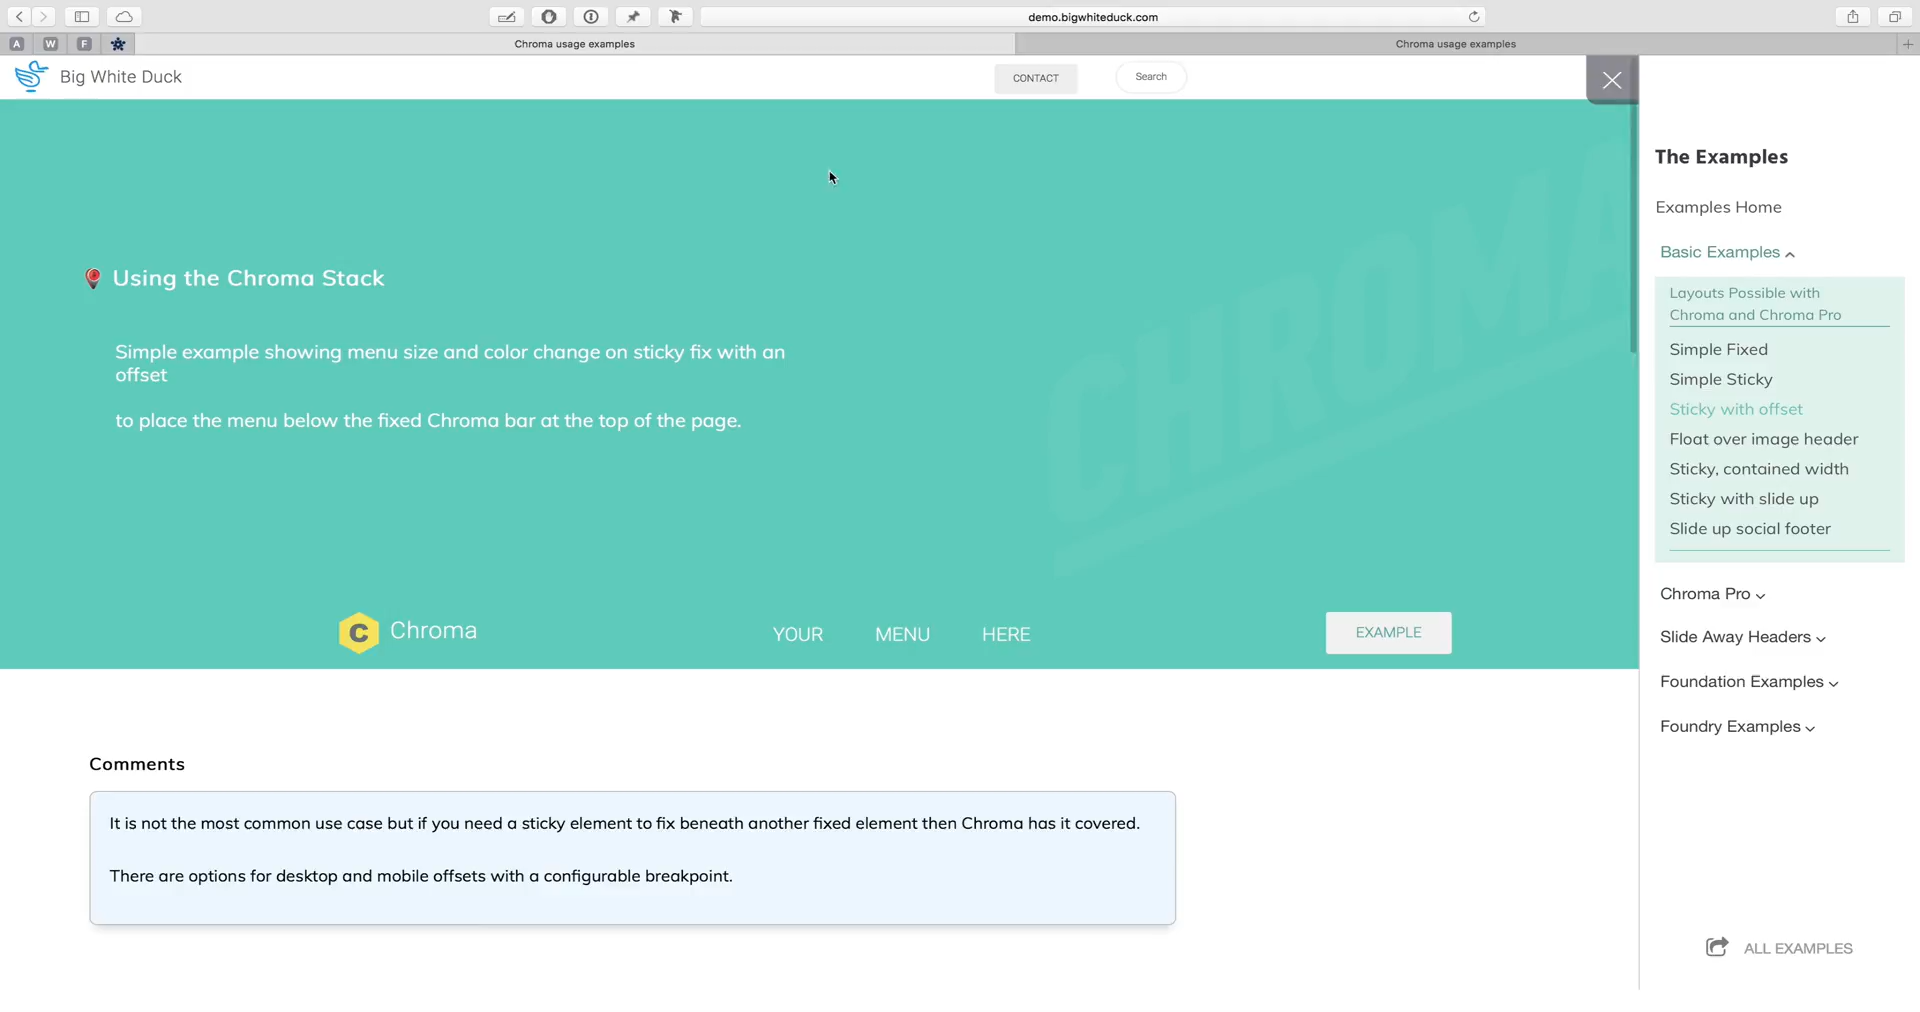 demo.bigwhiteduck.com
A W F
Chroma usage examples
Chroma usage examples
Big White Duck
CONTACT
Search
CHROMA
Using the Chroma Stack
Simple example showing menu size and color change on sticky fix with an
offset
to place the menu below the fixed Chroma bar at the top of the page.
C Chroma
YOUR MENU HERE
EXAMPLE
Comments
It is not the most common use case but if you need a sticky element to fix beneath another fixed element then Chroma has it covered.
There are options for desktop and mobile offsets with a configurable breakpoint.
The Examples
Examples Home
Basic Examples
Layouts Possible with
Chroma and Chroma Pro
Simple Fixed
Simple Sticky
Sticky with offset
Float over image header
Sticky, contained width
Sticky with slide up
Slide up social footer
Chroma Pro
Slide Away Headers
Foundation Examples
Foundry Examples
ALL EXAMPLES